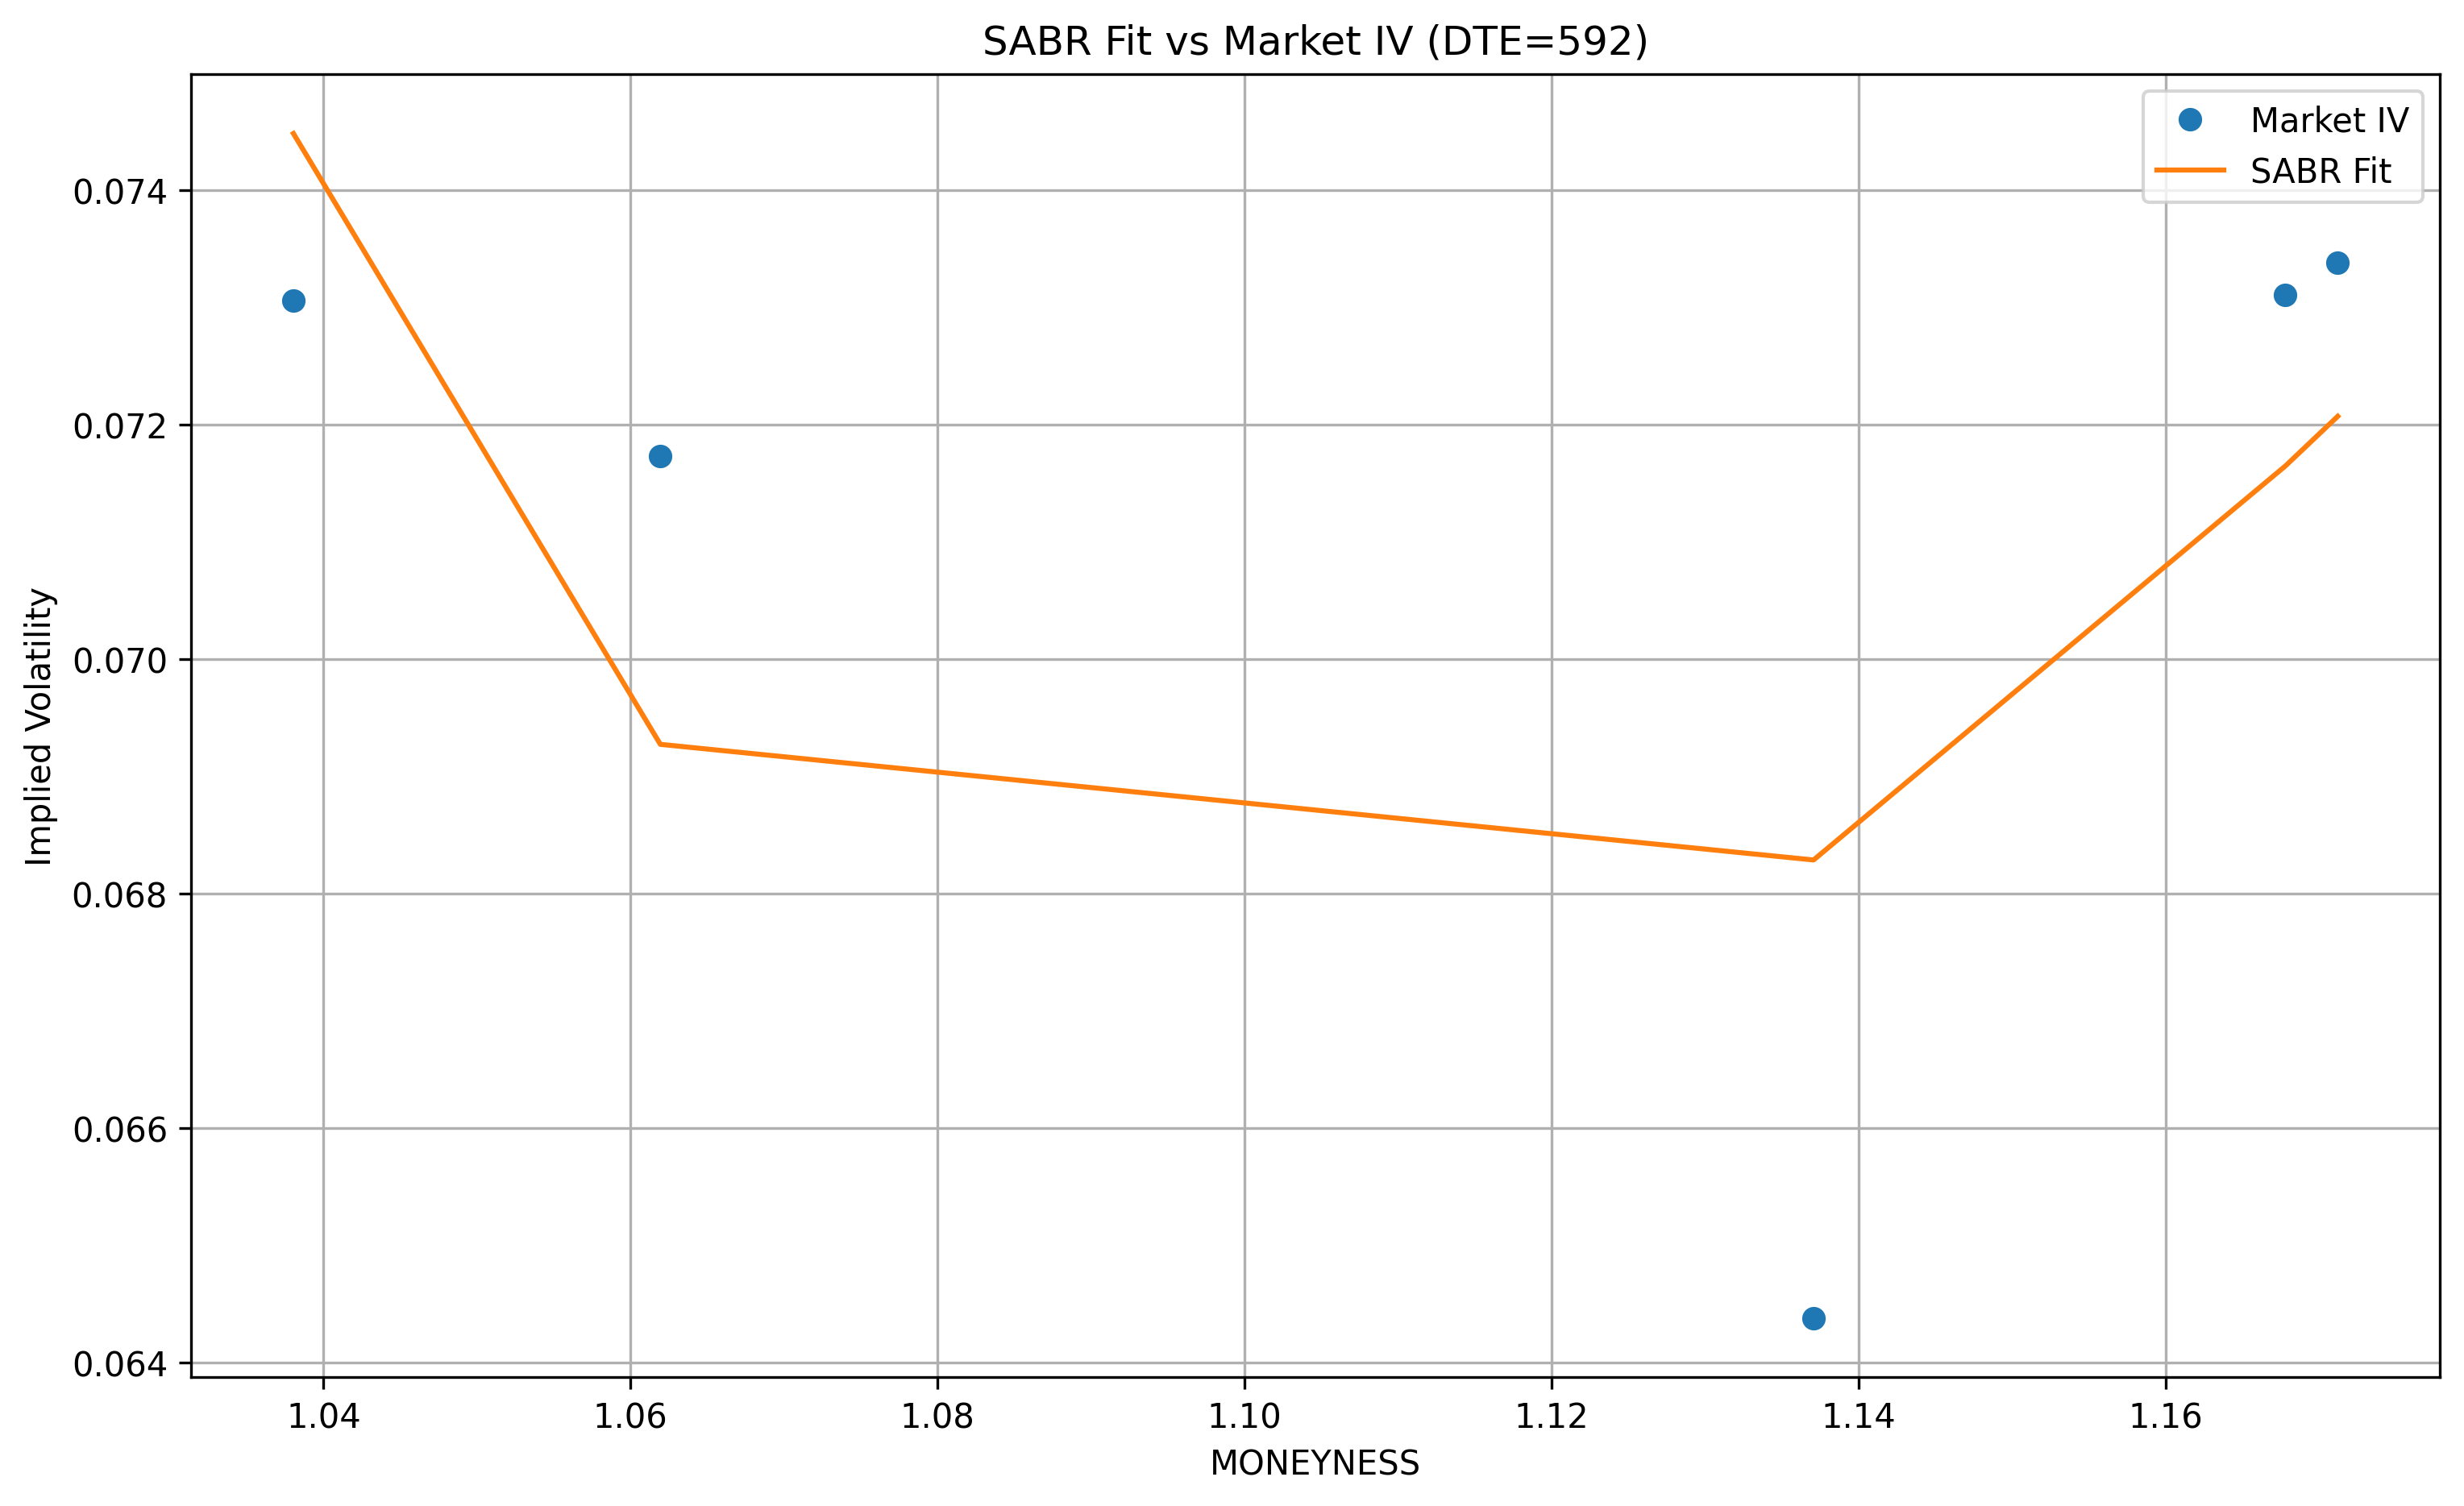 SABR Fit vs Market IV (DTE=592)
Market IV
SABR Fit
0.074
0.072
0.070
0.068
0.066
0.064
Implied Volatility
1.04 1.06 1.08 1.10 1.12 1.14 1.16
MONEYNESS